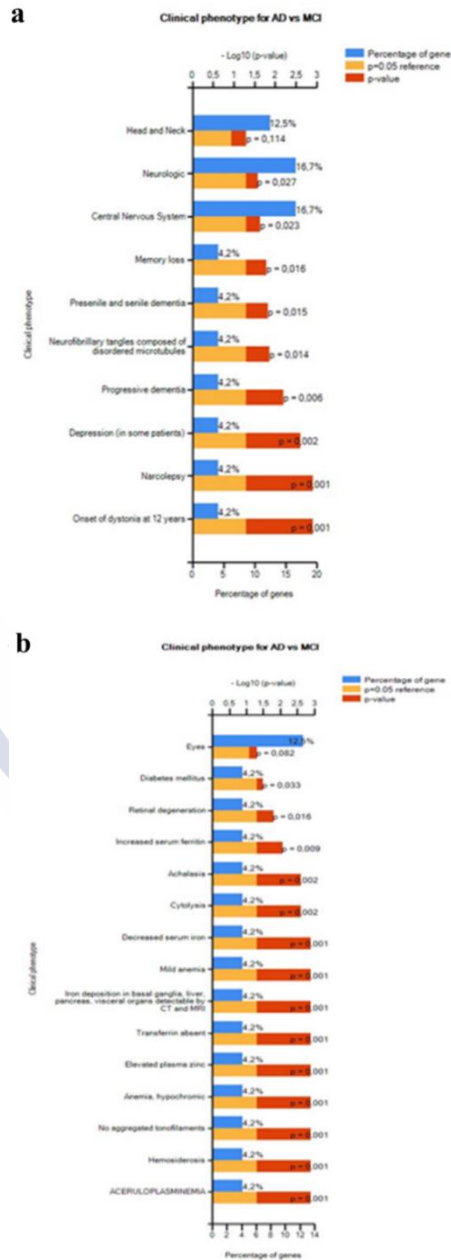 a
Clinical phenotype for AD vs MCI
- Log10 (p-value)
0 0.5 1 1.5 2 2.5 3
Percentage of gene
p=0.05 reference
p-value
Head and Neck
12,5%
p = 0,114
Neurologic
16,7%
p = 0,027
Central Nervous System
16,7%
p = 0,023
Memory loss
4,2%
p = 0,016
Presenile and senile dementia
4,2%
p = 0,015
Neurofibrillary tangles composed of
disordered microtubules
4,2%
p = 0,014
Progressive dementia
4,2%
p = 0,006
Depression (in some patients)
4,2%
p = 0,002
Narcolepsy
4,2%
p = 0,001
Onset of dystonia at 12 years
4,2%
p = 0,001
0 5 10 15 20
Percentage of genes
Clinical phenotype
b
Clinical phenotype for AD vs MCI
- Log10 (p-value)
0 0.5 1 1.5 2 2.5 3
Percentage of gene
p=0.05 reference
p-value
Eyes
12,5%
p = 0,082
Diabetes mellitus
4,2%
p = 0,033
Retinal degeneration
4,2%
p = 0,016
Increased serum ferritin
4,2%
p = 0,009
Achalasia
4,2%
p = 0,002
Cytolysis
4,2%
p = 0,002
Decreased serum iron
4,2%
p = 0,001
Mild anemia
4,2%
p = 0,001
Iron deposition in basal ganglia, liver,
pancreas, visceral organs detectable by
CT and MRI
4,2%
p = 0,001
Transferrin absent
4,2%
p = 0,001
Elevated plasma zinc
4,2%
p = 0,001
Anemia, hypochromic
4,2%
p = 0,001
No aggregated tonofilaments
4,2%
p = 0,001
Hemosiderosis
4,2%
p = 0,001
ACERULOPLASMINEMIA
4,2%
p = 0,001
0 2 4 6 8 10 12 14
Percentage of genes
Clinical phenotype